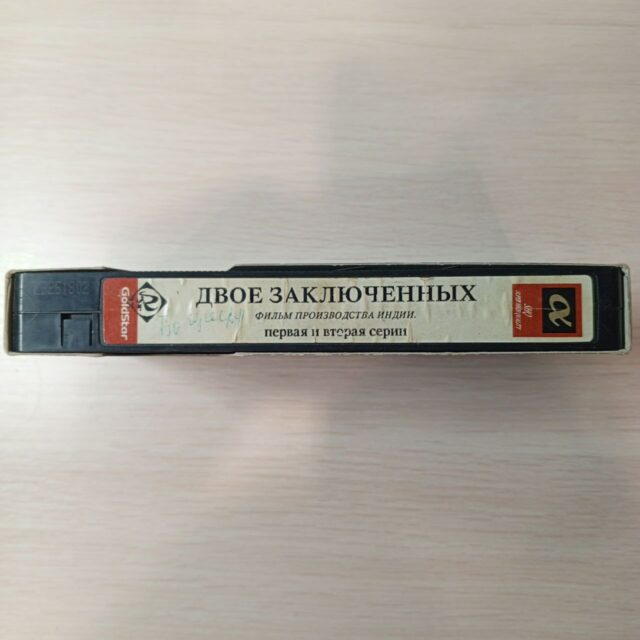 GoldStar
ДВОЕ ЗАКЛЮЧЕННЫХ
ФИЛЬМ ПРОИЗВОДСТВА ИНДИИ.
первая и вторая серии
α